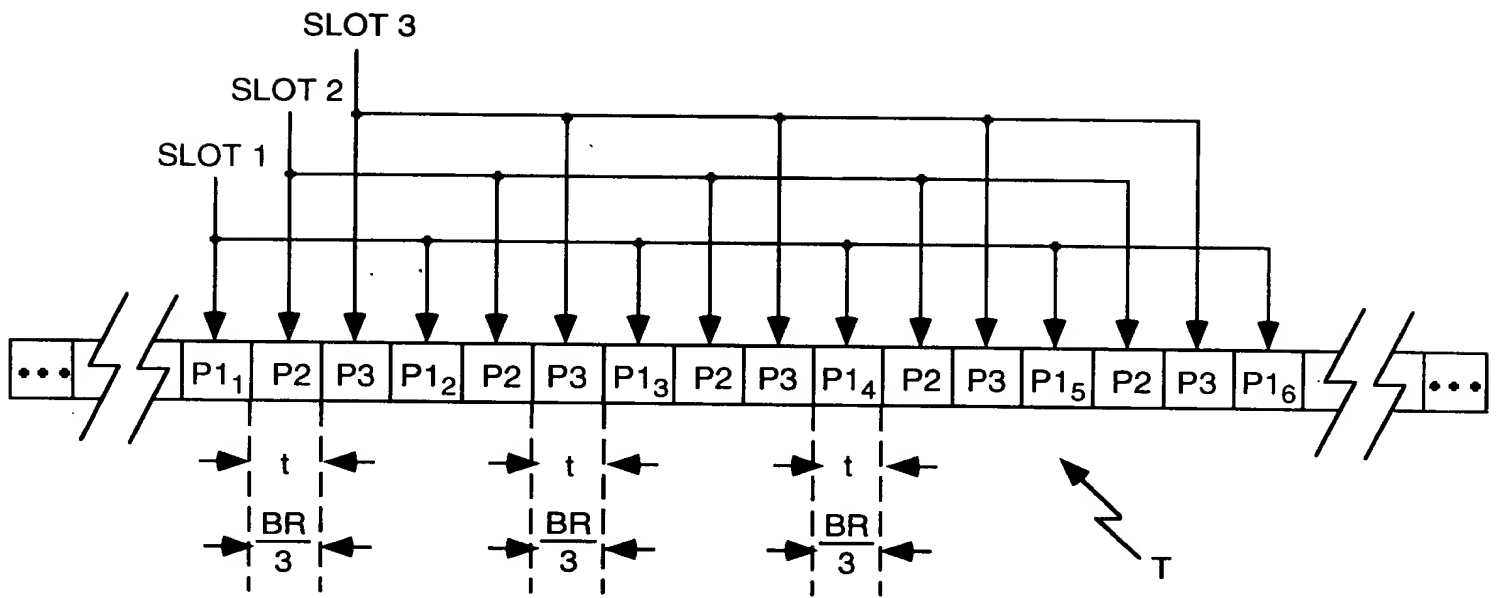 SLOT 3
SLOT 2
SLOT 1
••• P1₁ P2 P3 P1₂ P2 P3 P1₃ P2 P3 P1₄ P2 P3 P1₅ P2 P3 P1₆ •••
t t t
BR/3 BR/3 BR/3
T